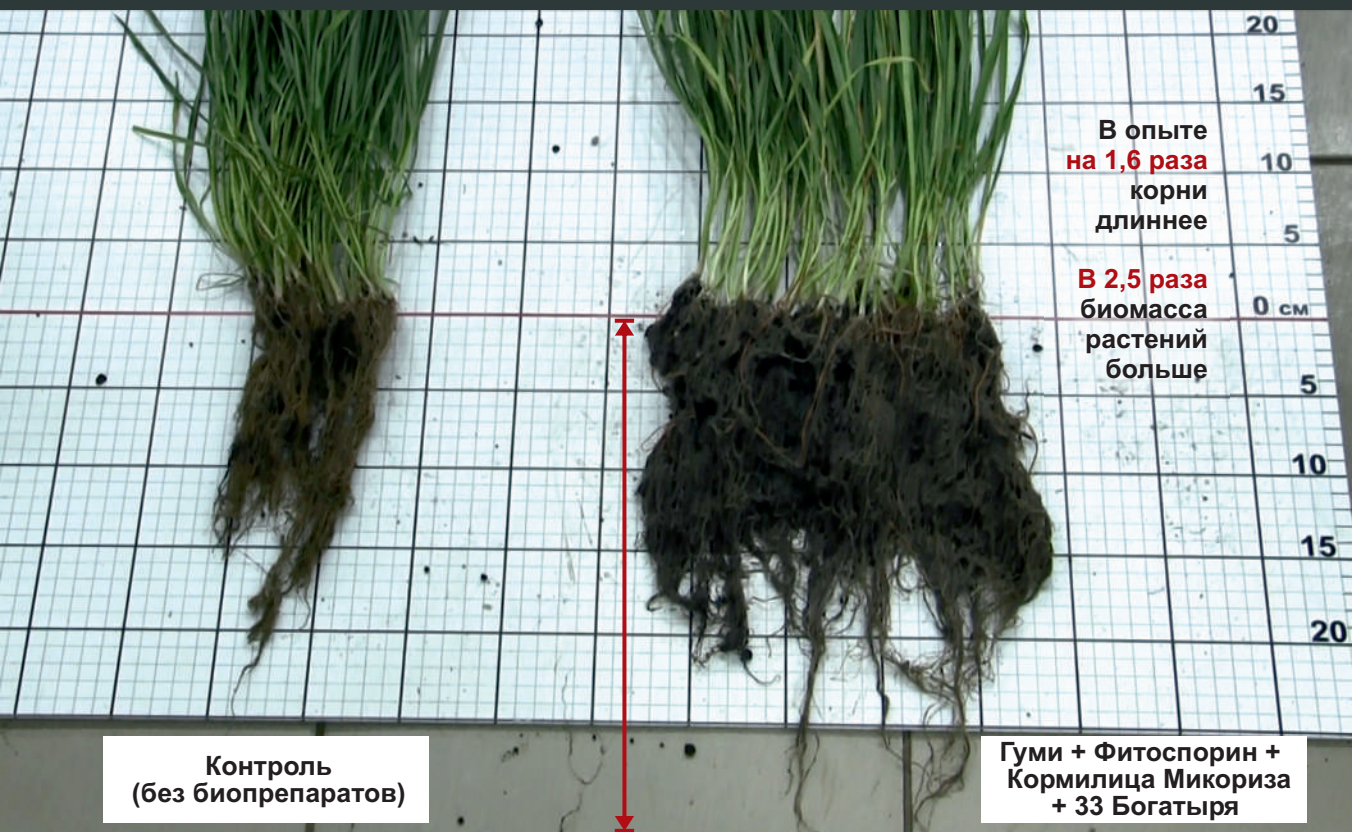 20
15
10
5
0 см
5
10
15
20
В опыте
на 1,6 раза
корни
длиннее
В 2,5 раза
биомасса
растений
больше
Контроль
(без биопрепаратов)
Гуми + Фитоспорин +
Кормилица Микориза
+ 33 Богатыря